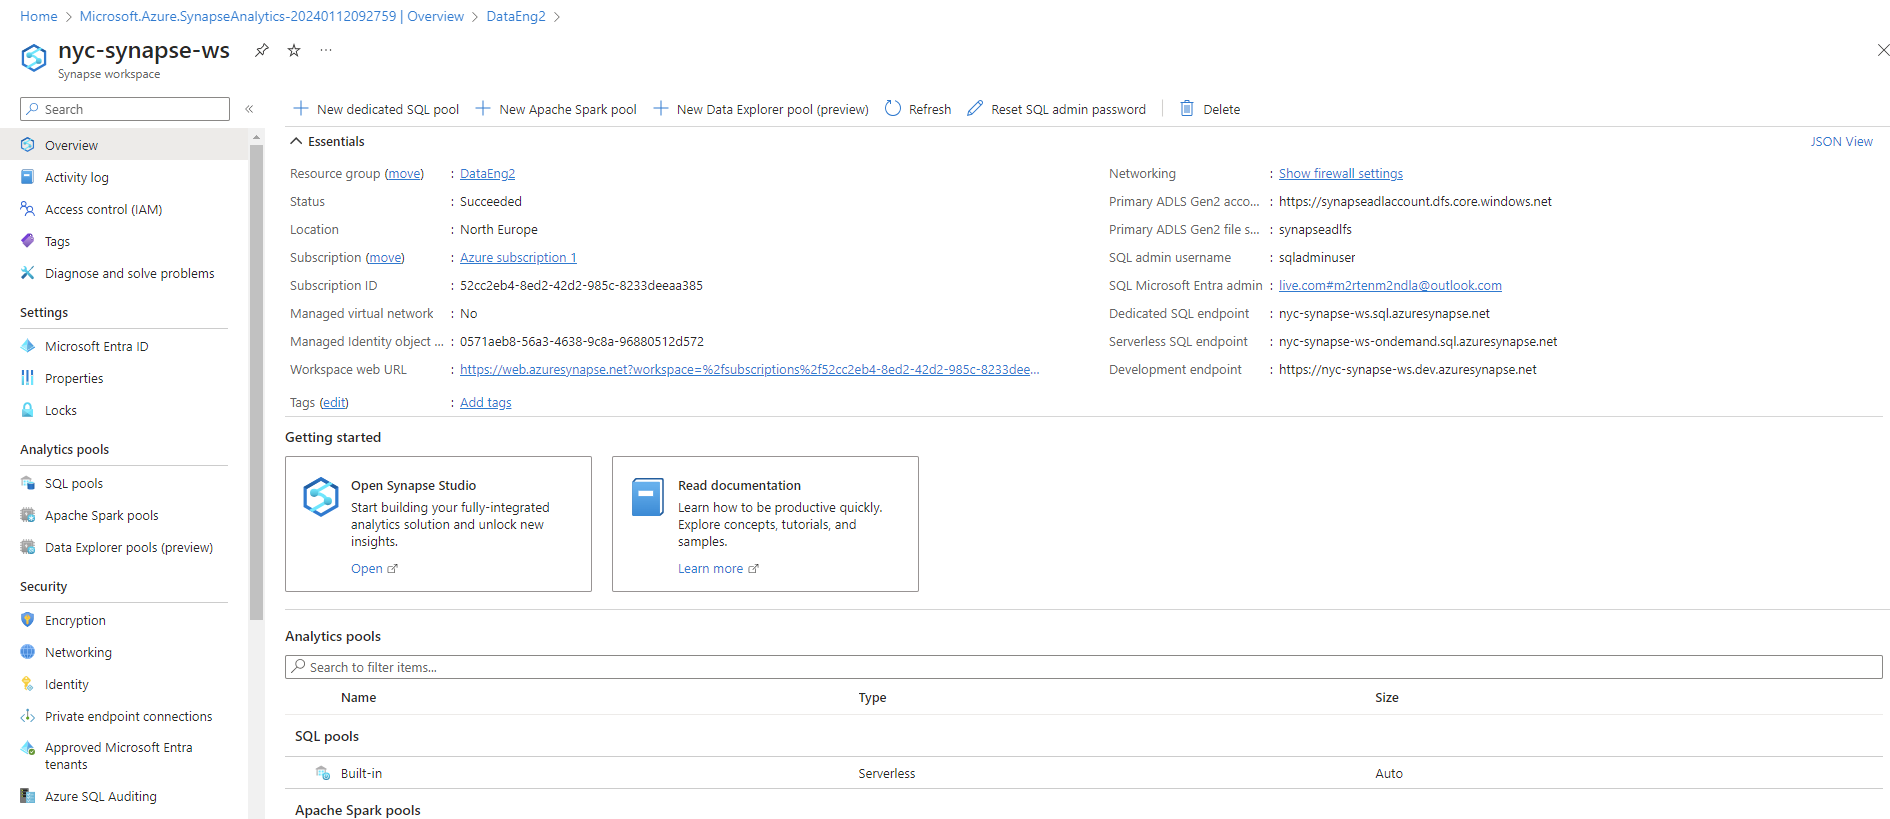 Home > Microsoft.Azure.SynapseAnalytics-20240112092759 | Overview > DataEng2 >
nyc-synapse-ws
Synapse workspace
Search
Overview
Activity log
Access control (IAM)
Tags
Diagnose and solve problems
Settings
Microsoft Entra ID
Properties
Locks
Analytics pools
SQL pools
Apache Spark pools
Data Explorer pools (preview)
Security
Encryption
Networking
Identity
Private endpoint connections
Approved Microsoft Entra
tenants
Azure SQL Auditing
New dedicated SQL pool New Apache Spark pool New Data Explorer pool (preview) Refresh Reset SQL admin password Delete
Essentials JSON View
Resource group (move) : DataEng2
Status : Succeeded
Location : North Europe
Subscription (move) : Azure subscription 1
Subscription ID : 52cc2eb4-8ed2-42d2-985c-8233deeaa385
Managed virtual network : No
Managed Identity object ... : 0571aeb8-56a3-4638-9c8a-96880512d572
Workspace web URL : https://web.azuresynapse.net?workspace=%2fsubscriptions%2f52cc2eb4-8ed2-42d2-985c-8233dee...
Tags (edit) : Add tags
Networking : Show firewall settings
Primary ADLS Gen2 acco... : https://synapseadlaccount.dfs.core.windows.net
Primary ADLS Gen2 file s... : synapseadlfs
SQL admin username : sqladminuser
SQL Microsoft Entra admin : live.com#m2rtenm2ndla@outlook.com
Dedicated SQL endpoint : nyc-synapse-ws.sql.azuresynapse.net
Serverless SQL endpoint : nyc-synapse-ws-ondemand.sql.azuresynapse.net
Development endpoint : https://nyc-synapse-ws.dev.azuresynapse.net
Getting started
Open Synapse Studio
Start building your fully-integrated
analytics solution and unlock new
insights.
Open
Read documentation
Learn how to be productive quickly.
Explore concepts, tutorials, and
samples.
Learn more
Analytics pools
Search to filter items...
Name Type Size
SQL pools
Built-in Serverless Auto
Apache Spark pools